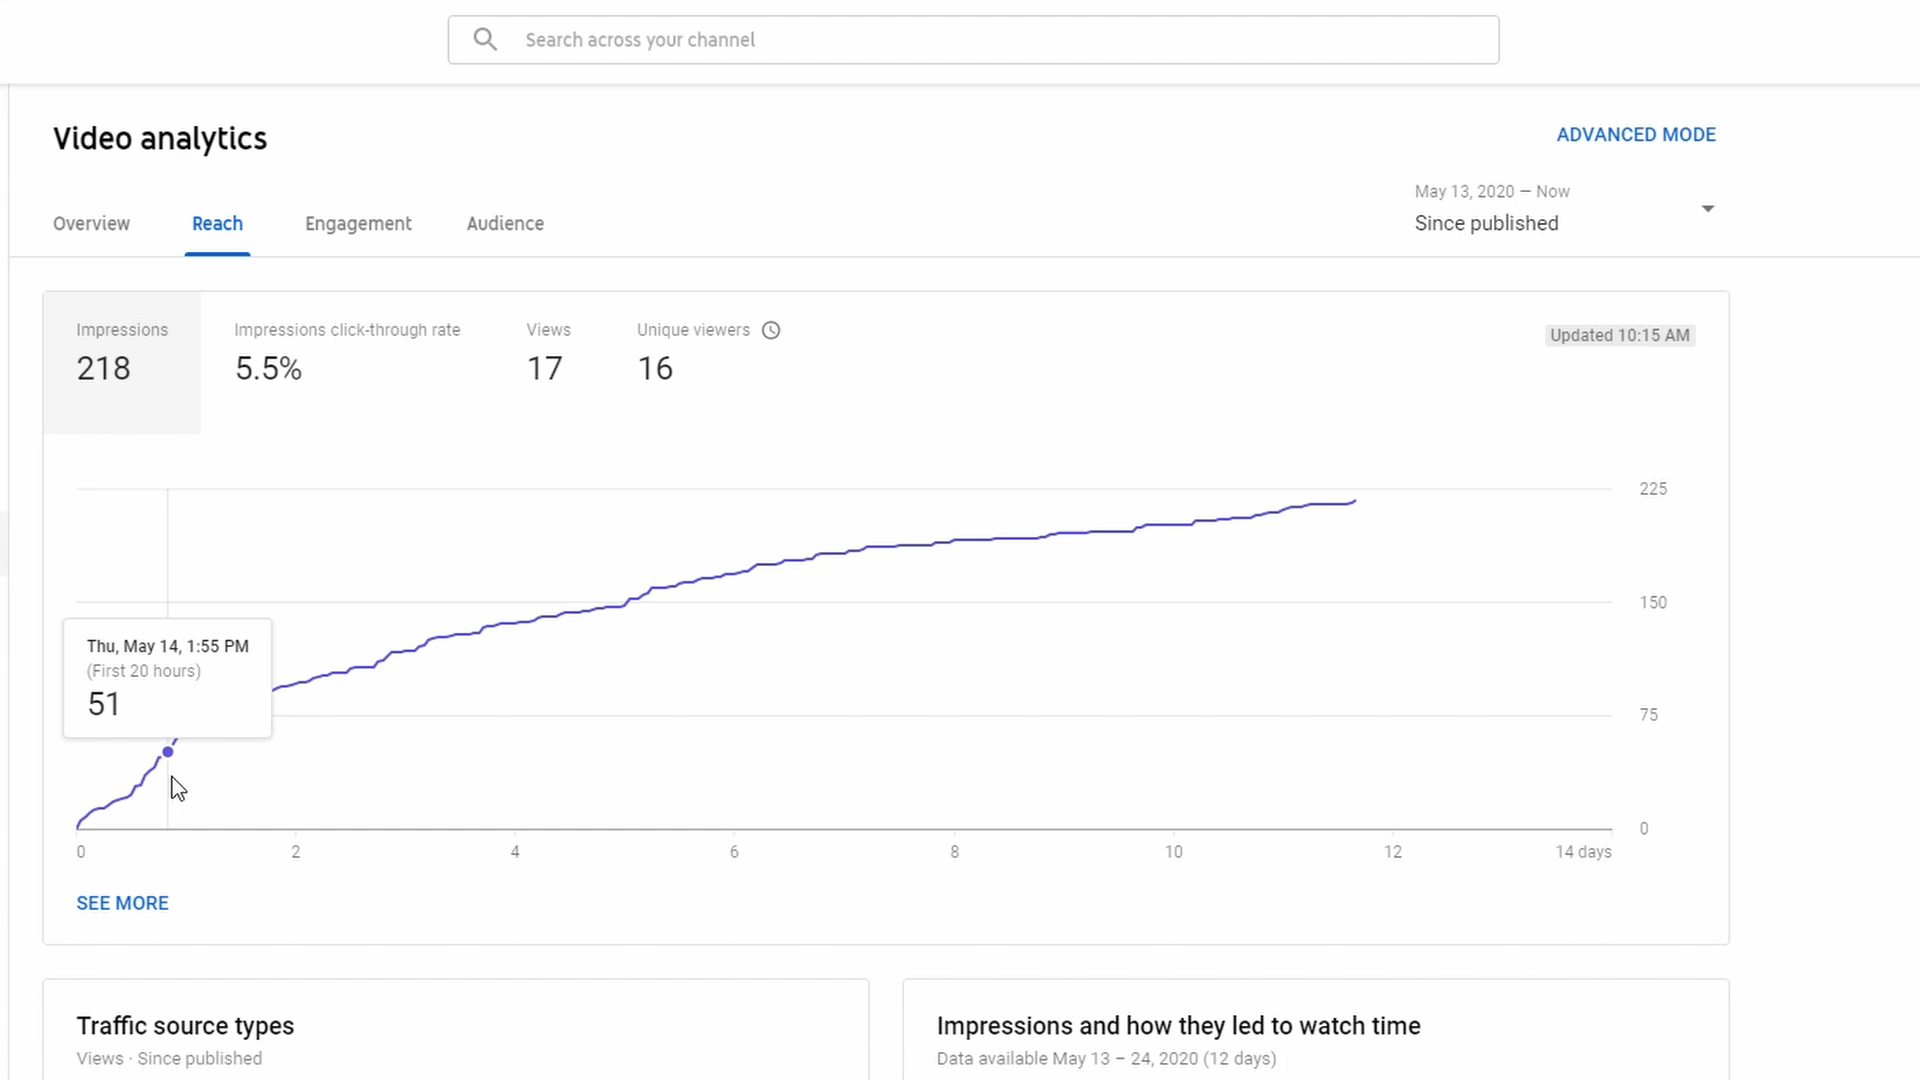 Search across your channel
Video analytics
ADVANCED MODE
Overview
Reach
Engagement
Audience
May 13, 2020 – Now
Since published
Impressions
218
Impressions click-through rate
5.5%
Views
17
Unique viewers
16
Updated 10:15 AM
225
150
75
0
Thu, May 14, 1:55 PM
(First 20 hours)
51
0 2 4 6 8 10 12 14 days
SEE MORE
Traffic source types
Views · Since published
Impressions and how they led to watch time
Data available May 13 – 24, 2020 (12 days)